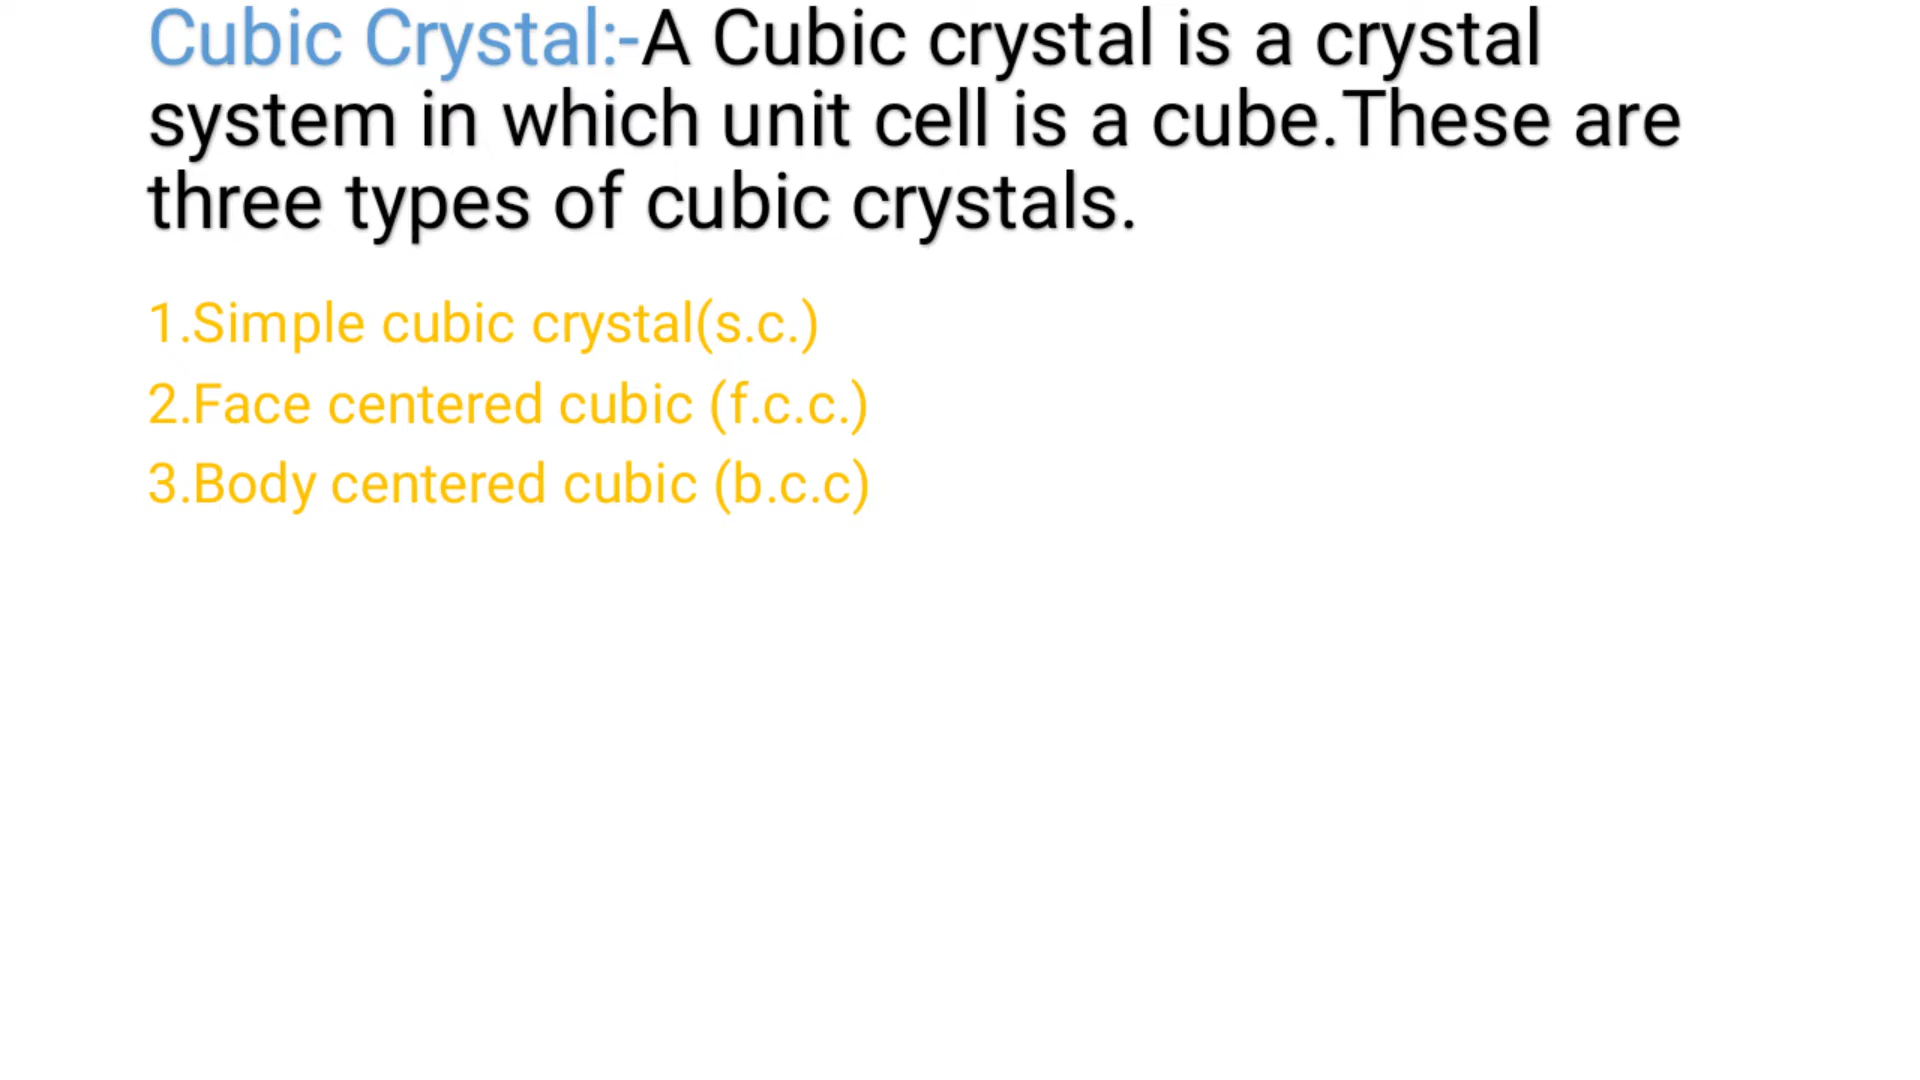 Cubic Crystal:-A Cubic crystal is a crystal
system in which unit cell is a cube.These are
three types of cubic crystals.
1.Simple cubic crystal(s.c.)
2.Face centered cubic (f.c.c.)
3.Body centered cubic (b.c.c)